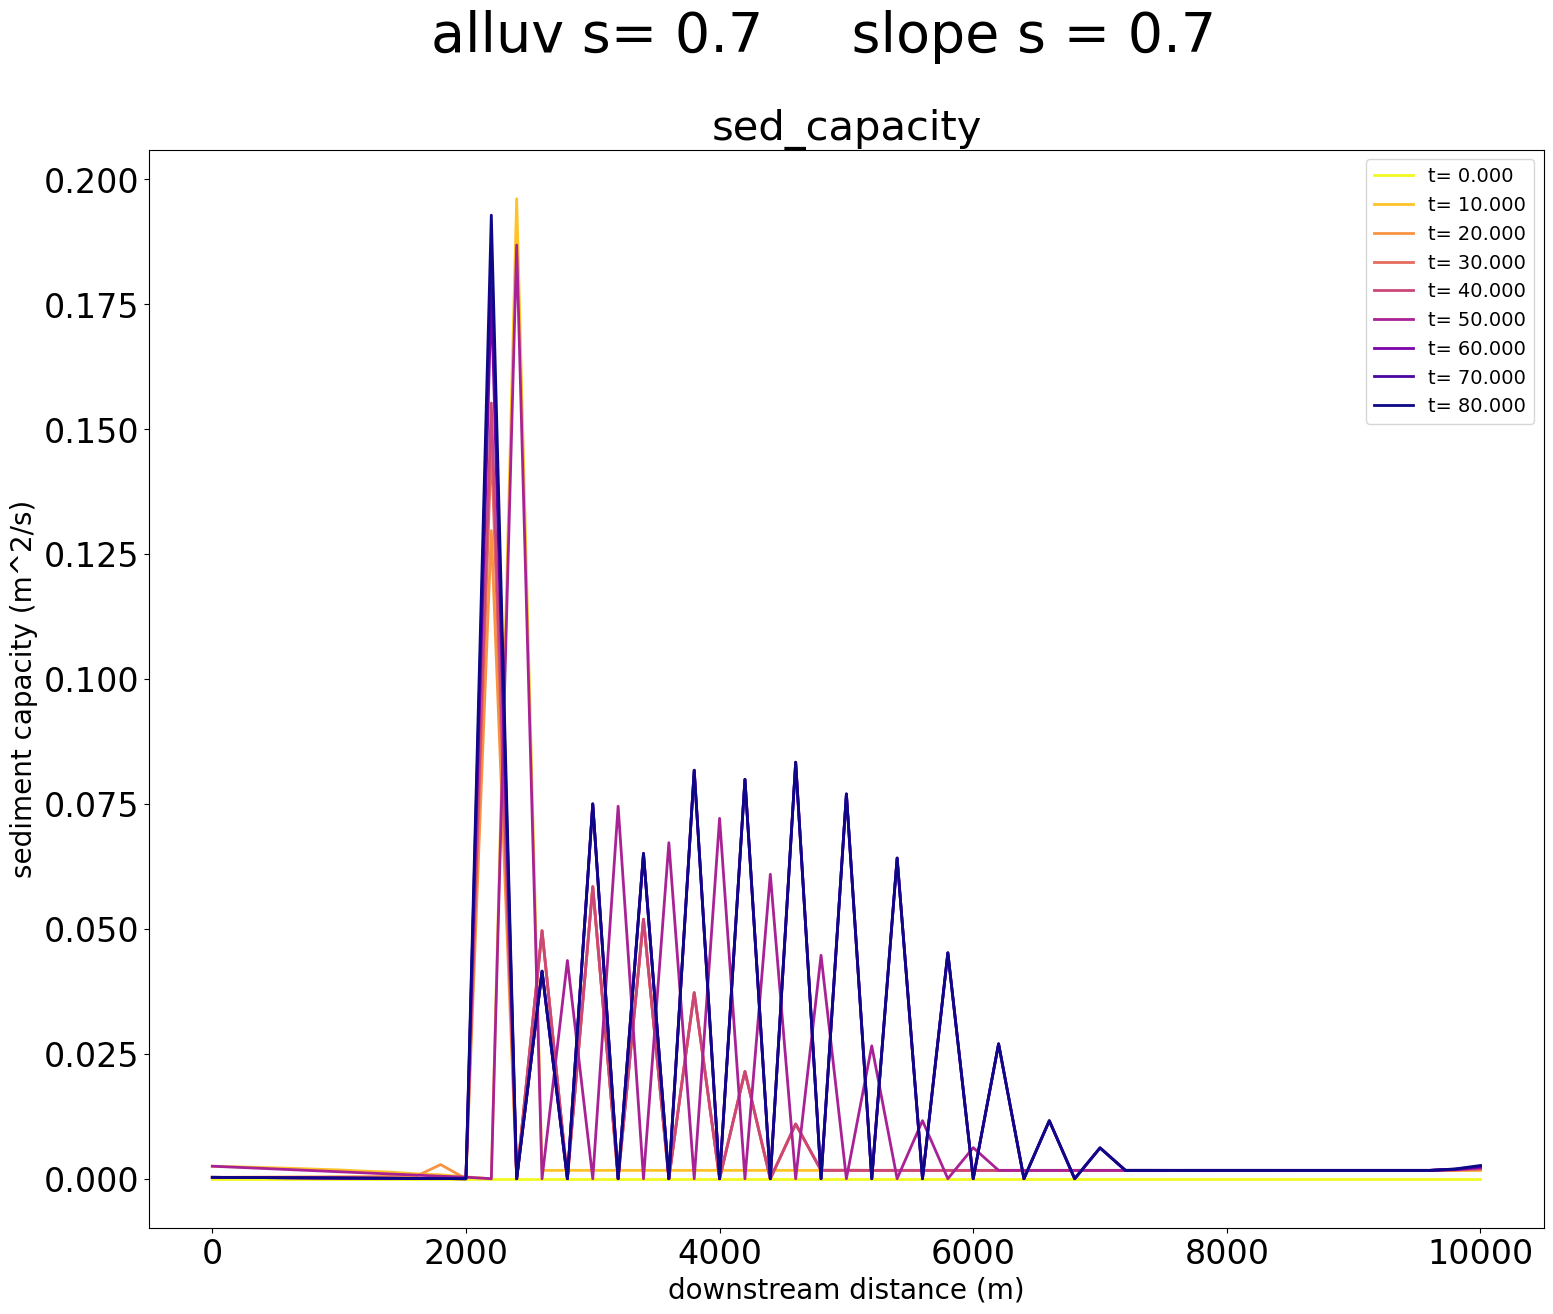 alluv s= 0.7     slope s = 0.7
sed_capacity
0.200
0.175
0.150
0.125
0.100
0.075
0.050
0.025
0.000
sediment capacity (m^2/s)
t= 0.000
t= 10.000
t= 20.000
t= 30.000
t= 40.000
t= 50.000
t= 60.000
t= 70.000
t= 80.000
0 2000 4000 6000 8000 10000
downstream distance (m)